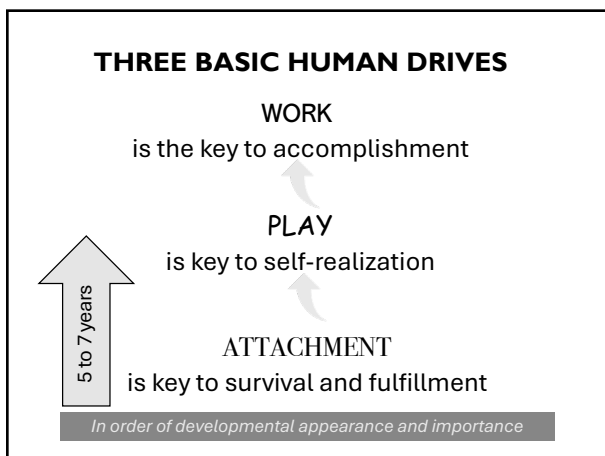 THREE BASIC HUMAN DRIVES
WORK
is the key to accomplishment
PLAY
is key to self-realization
5 to 7 years
ATTACHMENT
is key to survival and fulfillment
In order of developmental appearance and importance